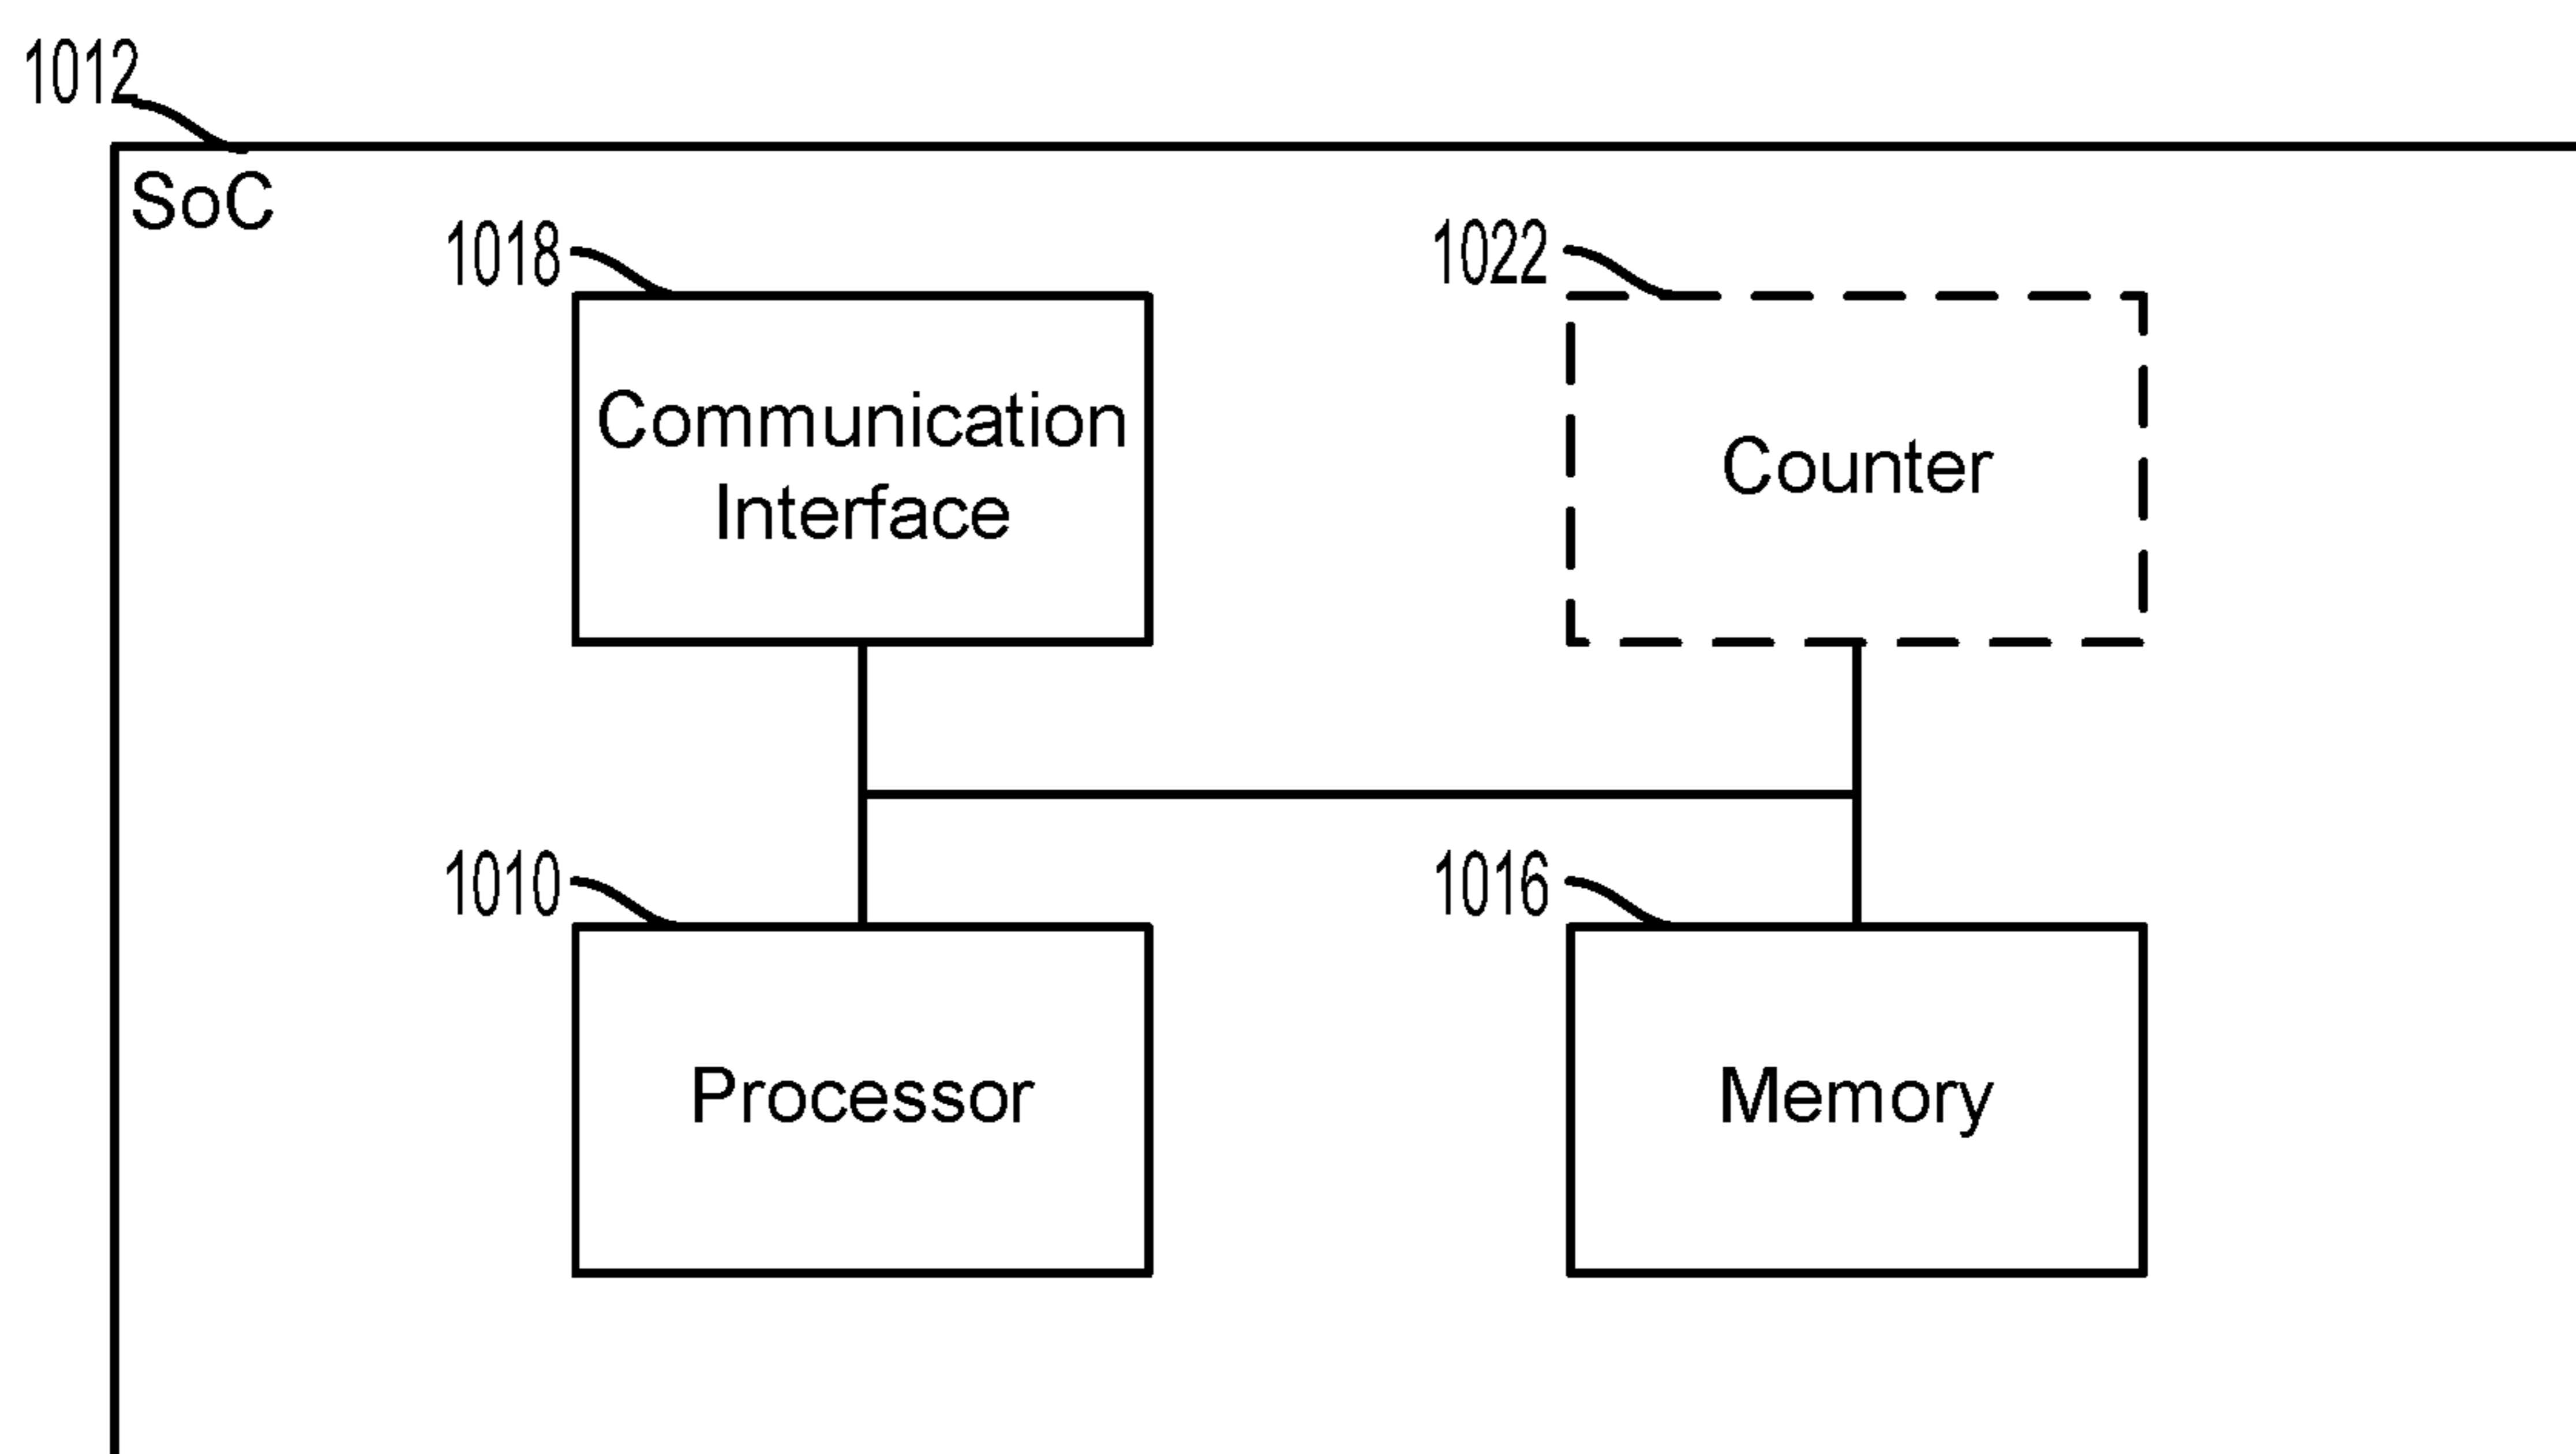 1012
SoC
1018
1022
Communication
Interface
Counter
1010
1016
Processor
Memory